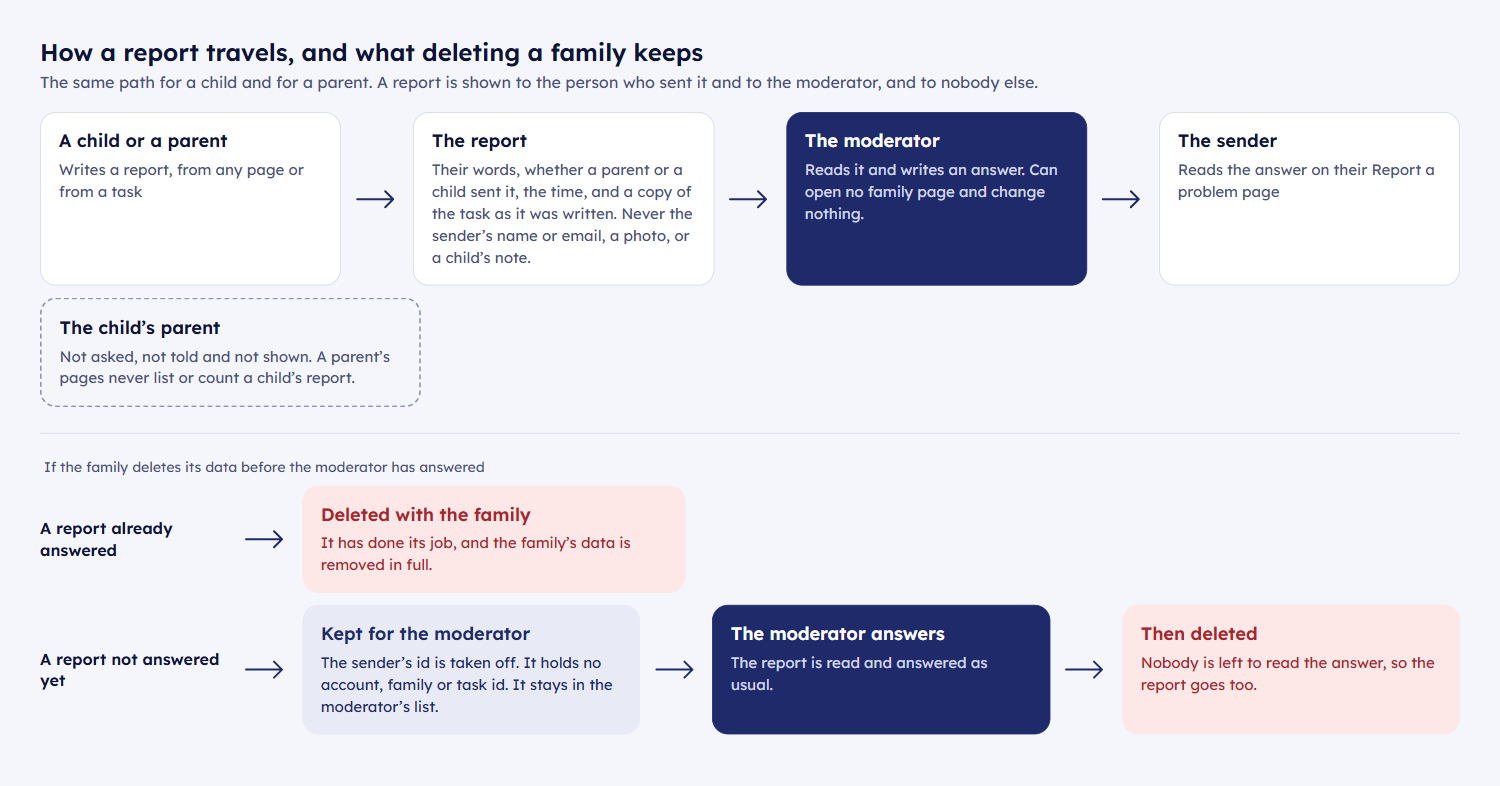 How a report travels, and what deleting a family keeps
The same path for a child and for a parent. A report is shown to the person who sent it and to the moderator, and to nobody else.
A child or a parent
Writes a report, from any page or
from a task
The report
Their words, whether a parent or a
child sent it, the time, and a copy of
the task as it was written. Never the
sender’s name or email, a photo, or
a child’s note.
The moderator
Reads it and writes an answer. Can
open no family page and change
nothing.
The sender
Reads the answer on their Report a
problem page
The child’s parent
Not asked, not told and not shown. A parent’s
pages never list or count a child’s report.
If the family deletes its data before the moderator has answered
A report already
answered
Deleted with the family
It has done its job, and the family’s data is
removed in full.
A report not answered
yet
Kept for the moderator
The sender’s id is taken off. It holds no
account, family or task id. It stays in the
moderator’s list.
The moderator answers
The report is read and answered as
usual.
Then deleted
Nobody is left to read the answer, so the
report goes too.